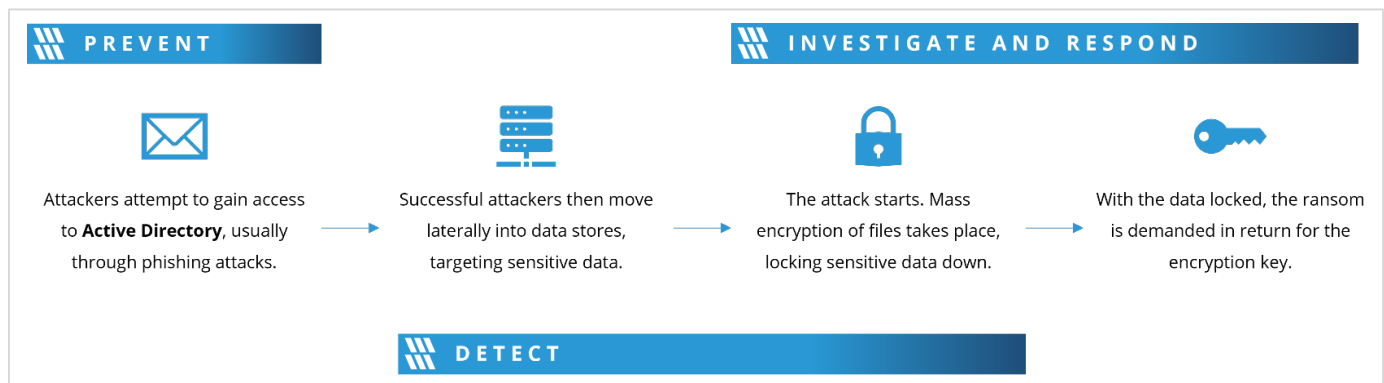 PREVENT
INVESTIGATE AND RESPOND
Attackers attempt to gain access
to Active Directory, usually
through phishing attacks.
Successful attackers then move
laterally into data stores,
targeting sensitive data.
The attack starts. Mass
encryption of files takes place,
locking sensitive data down.
With the data locked, the ransom
is demanded in return for the
encryption key.
DETECT